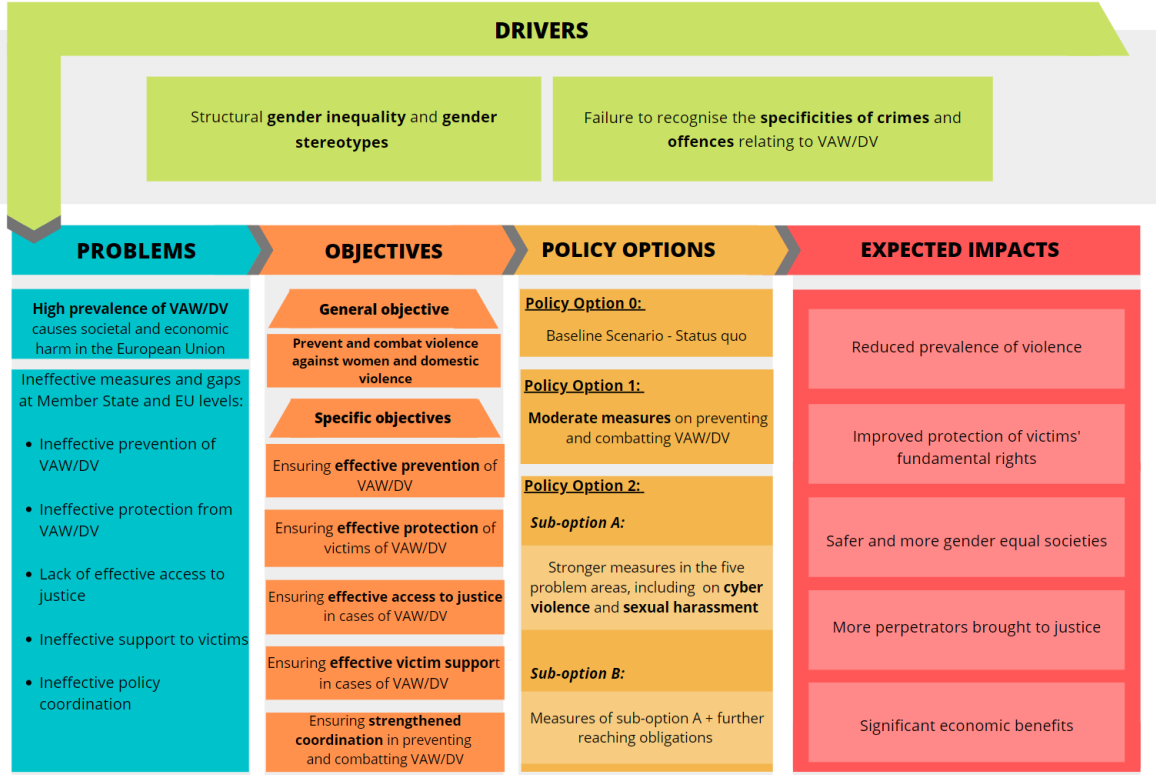 DRIVERS
Structural gender inequality and gender
stereotypes
Failure to recognise the specificities of crimes and
offences relating to VAW/DV
PROBLEMS
High prevalence of VAW/DV
causes societal and economic
harm in the European Union
Ineffective measures and gaps
at Member State and EU levels:
• Ineffective prevention of
VAW/DV
• Ineffective protection from
VAW/DV
• Lack of effective access to
justice
• Ineffective support to victims
• Ineffective policy
coordination
OBJECTIVES
General objective
Prevent and combat violence
against women and domestic
violence
Specific objectives
Ensuring effective prevention of
VAW/DV
Ensuring effective protection of
victims of VAW/DV
Ensuring effective access to justice
in cases of VAW/DV
Ensuring effective victim support
in cases of VAW/DV
Ensuring strengthened
coordination in preventing
and combatting VAW/DV
POLICY OPTIONS
Policy Option 0:
Baseline Scenario - Status quo
Policy Option 1:
Moderate measures on preventing
and combatting VAW/DV
Policy Option 2:
Sub-option A:
Stronger measures in the five
problem areas, including on cyber
violence and sexual harassment
Sub-option B:
Measures of sub-option A + further
reaching obligations
EXPECTED IMPACTS
Reduced prevalence of violence
Improved protection of victims'
fundamental rights
Safer and more gender equal societies
More perpetrators brought to justice
Significant economic benefits